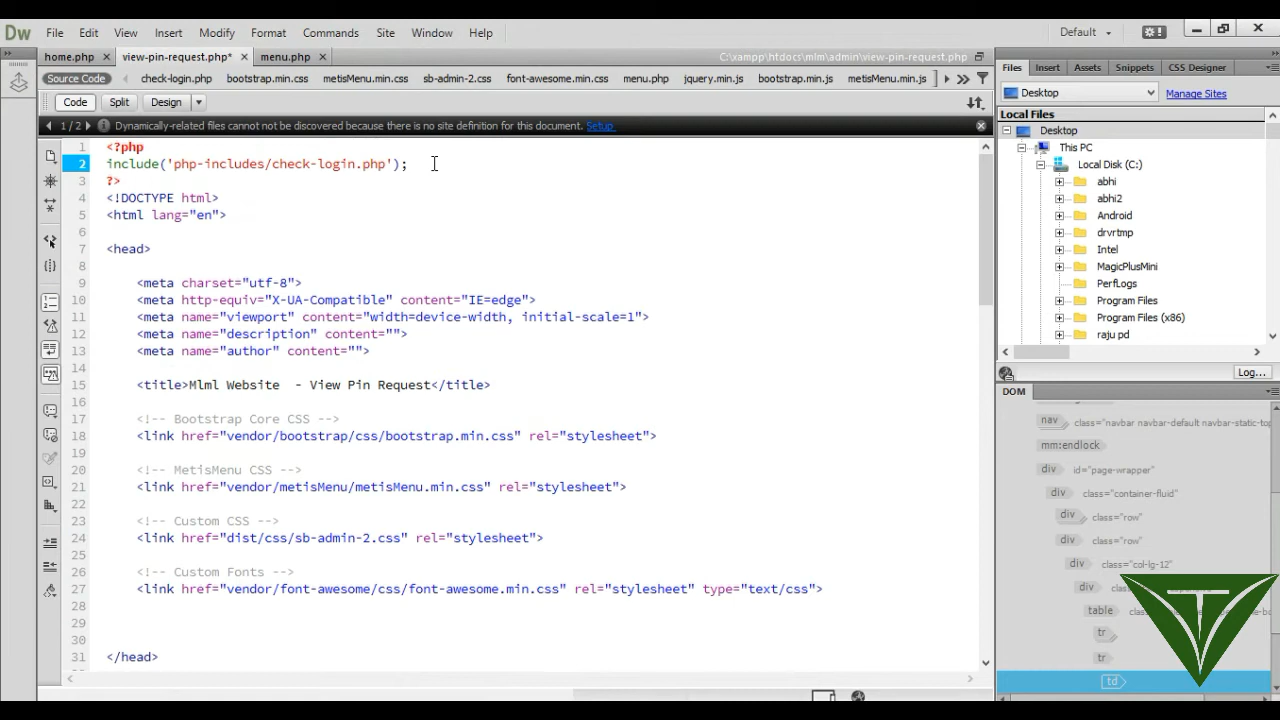 Dw File Edit View Insert Modify Format Commands Site Window Help Default
home.php × view-pin-request.php* × menu.php × C:\xampp\htdocs\mlm\admin\view-pin-request.php
Source Code check-login.php bootstrap.min.css metisMenu.min.css sb-admin-2.css font-awesome.min.css menu.php jquery.min.js bootstrap.min.js metisMenu.min.js
Code Split Design
1 / 2 Dynamically-related files cannot not be discovered because there is no site definition for this document. Setup
1 <?php
2 include('php-includes/check-login.php');
3 ?>
4 <!DOCTYPE html>
5 <html lang="en">
6
7 <head>
8
9 <meta charset="utf-8">
10 <meta http-equiv="X-UA-Compatible" content="IE=edge">
11 <meta name="viewport" content="width=device-width, initial-scale=1">
12 <meta name="description" content="">
13 <meta name="author" content="">
14
15 <title>Mlml Website  - View Pin Request</title>
16
17 <!-- Bootstrap Core CSS -->
18 <link href="vendor/bootstrap/css/bootstrap.min.css" rel="stylesheet">
19
20 <!-- MetisMenu CSS -->
21 <link href="vendor/metisMenu/metisMenu.min.css" rel="stylesheet">
22
23 <!-- Custom CSS -->
24 <link href="dist/css/sb-admin-2.css" rel="stylesheet">
25
26 <!-- Custom Fonts -->
27 <link href="vendor/font-awesome/css/font-awesome.min.css" rel="stylesheet" type="text/css">
28
29
30
31 </head>
Files Insert Assets Snippets CSS Designer
Desktop Manage Sites
Local Files
Desktop
This PC
Local Disk (C:)
abhi
abhi2
Android
drvrtmp
Intel
MagicPlusMini
PerfLogs
Program Files
Program Files (x86)
raju pd
Log...
DOM
nav class="navbar navbar-default navbar-static-top
mm:endlock
div id="page-wrapper"
div class="container-fluid"
div class="row"
div class="row"
div class="col-lg-12"
div
table
tr
tr
td